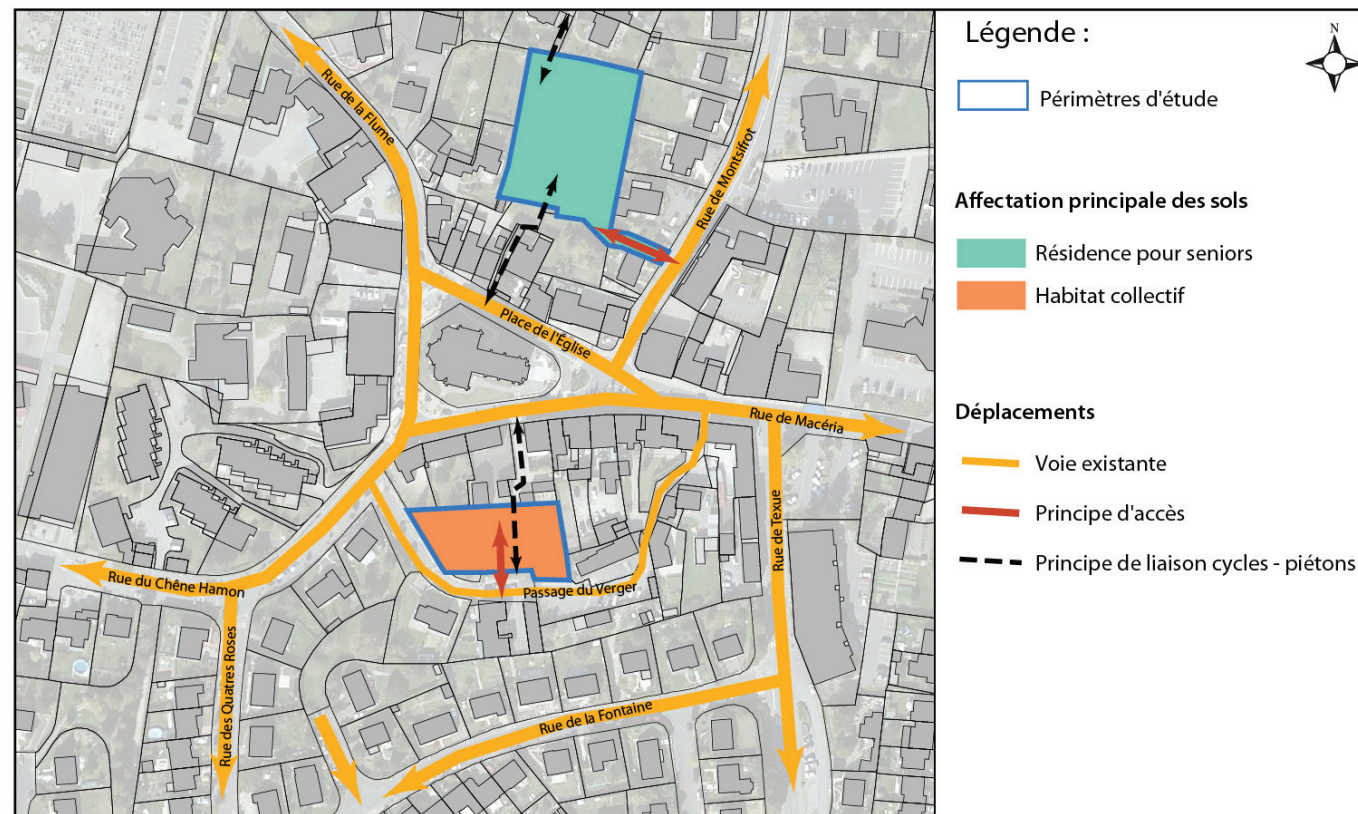 Légende :
N
Périmètres d'étude
Affectation principale des sols
Résidence pour seniors
Habitat collectif
Déplacements
Voie existante
Principe d'accès
Principe de liaison cycles - piétons
Rue de la Flume
Rue de Montsifrot
Place de l'Église
Rue de Macéria
Rue de Texue
Passage du Verger
Rue du Chêne Hamon
Rue des Quatres Roses
Rue de la Fontaine